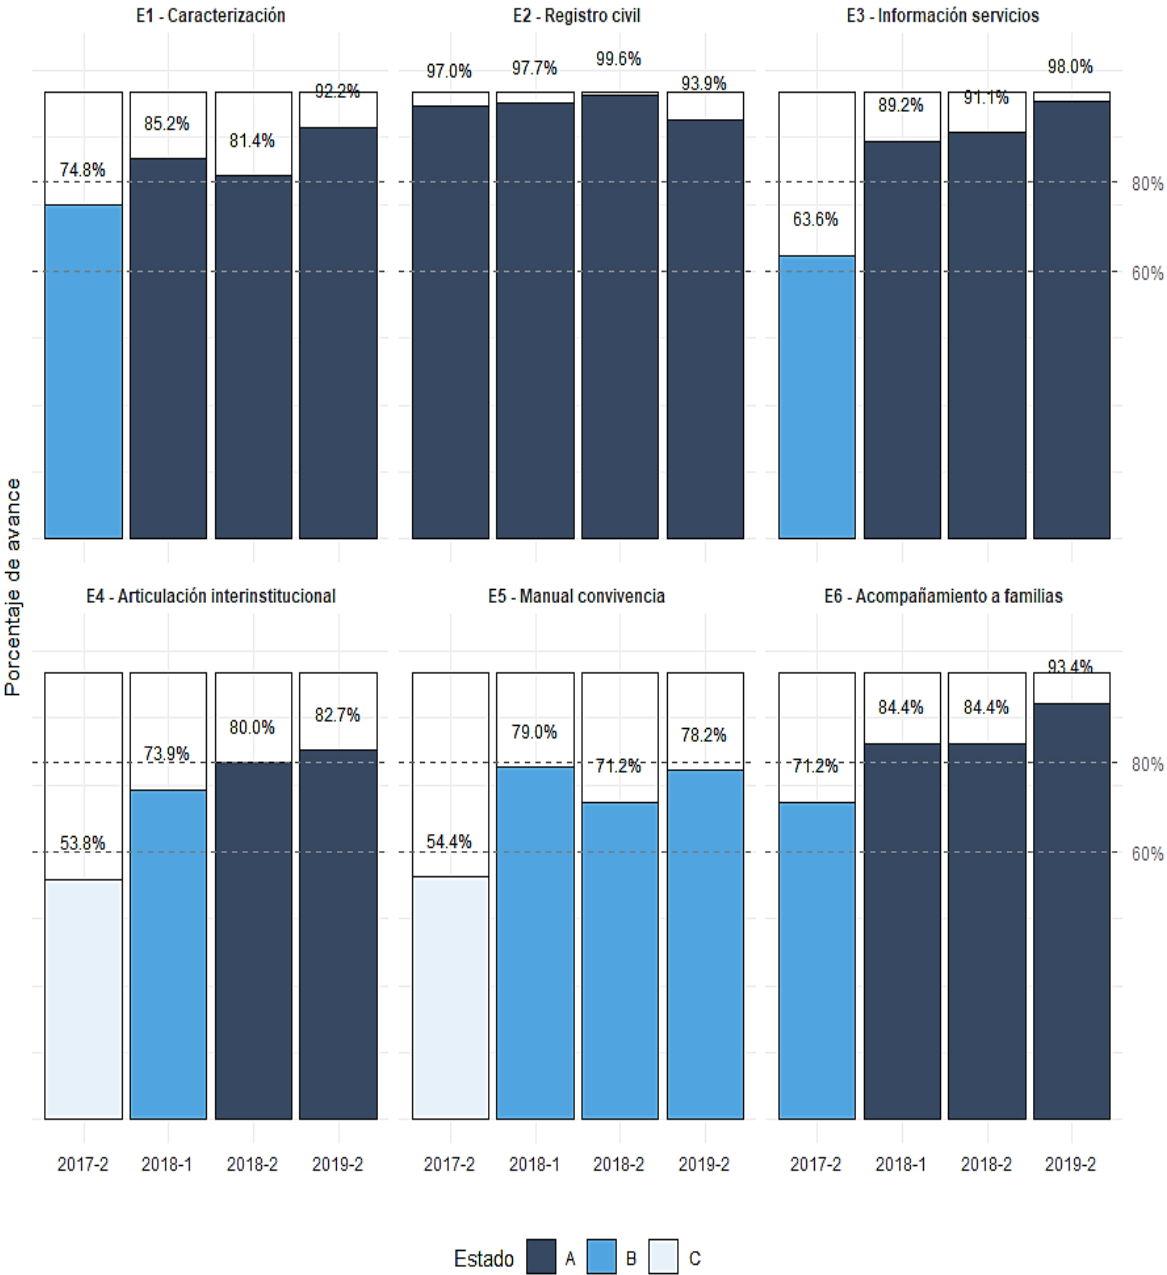 E1 - Caracterización
E2 - Registro civil
E3 - Información servicios
74.8%
85.2%
81.4%
92.2%
97.0%
97.7%
99.6%
93.9%
63.6%
89.2%
91.1%
98.0%
80%
60%
Porcentaje de avance
E4 - Articulación interinstitucional
E5 - Manual convivencia
E6 - Acompañamiento a familias
53.8%
73.9%
80.0%
82.7%
54.4%
79.0%
71.2%
78.2%
71.2%
84.4%
84.4%
93.4%
80%
60%
2017-2 2018-1 2018-2 2019-2
2017-2 2018-1 2018-2 2019-2
2017-2 2018-1 2018-2 2019-2
Estado A B C